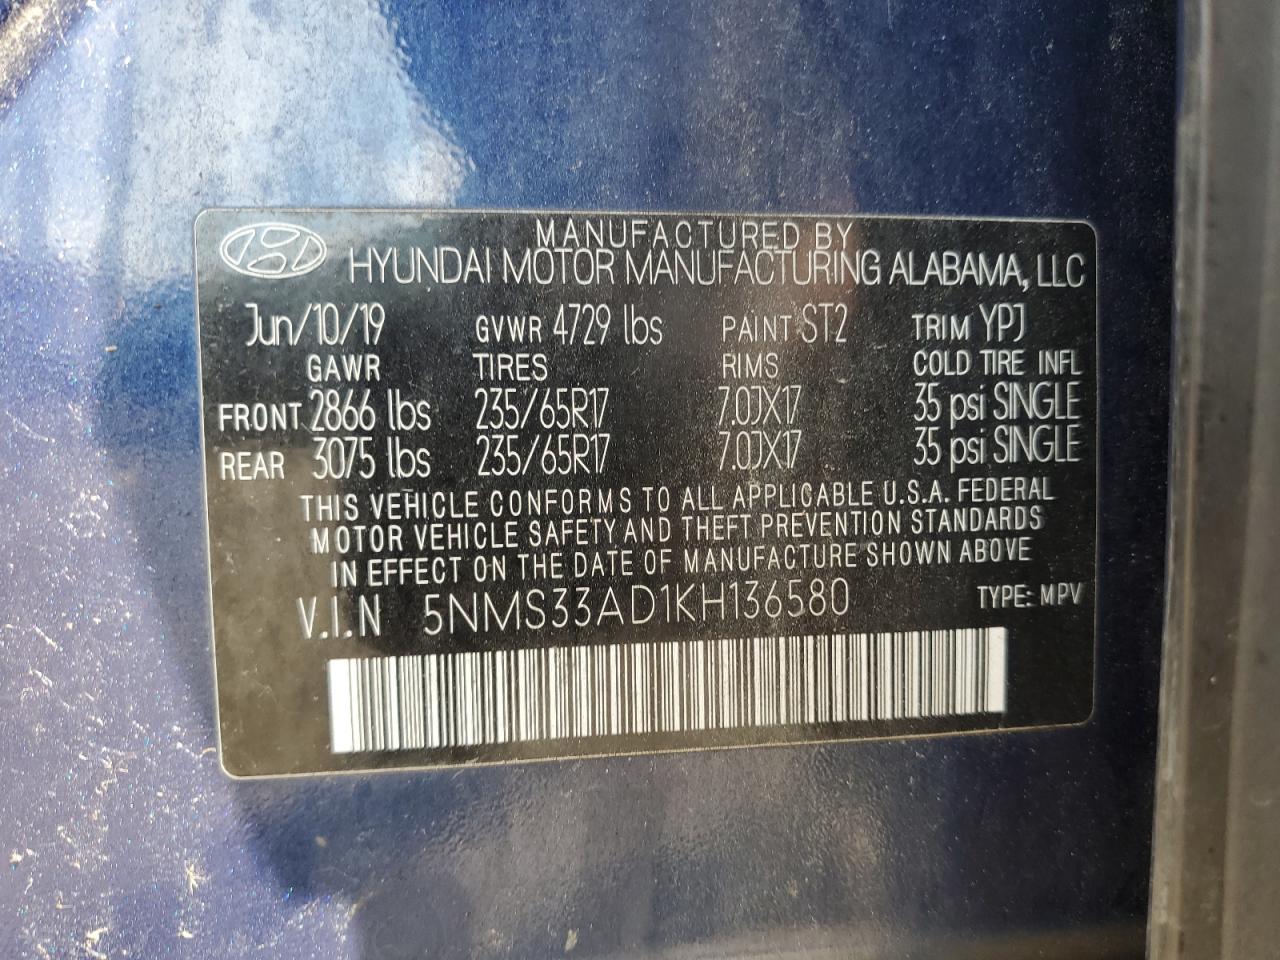 MANUFACTURED BY
HYUNDAI MOTOR MANUFACTURING ALABAMA, LLC
Jun/10/19 GVWR 4729 lbs PAINT ST2 TRIM YPJ
GAWR TIRES RIMS COLD TIRE INFL
FRONT 2866 lbs 235/65R17 7.0JX17 35 psi SINGLE
REAR 3075 lbs 235/65R17 7.0JX17 35 psi SINGLE
THIS VEHICLE CONFORMS TO ALL APPLICABLE U.S.A. FEDERAL
MOTOR VEHICLE SAFETY AND THEFT PREVENTION STANDARDS
IN EFFECT ON THE DATE OF MANUFACTURE SHOWN ABOVE
V.I.N 5NMS33AD1KH136580 TYPE: MPV